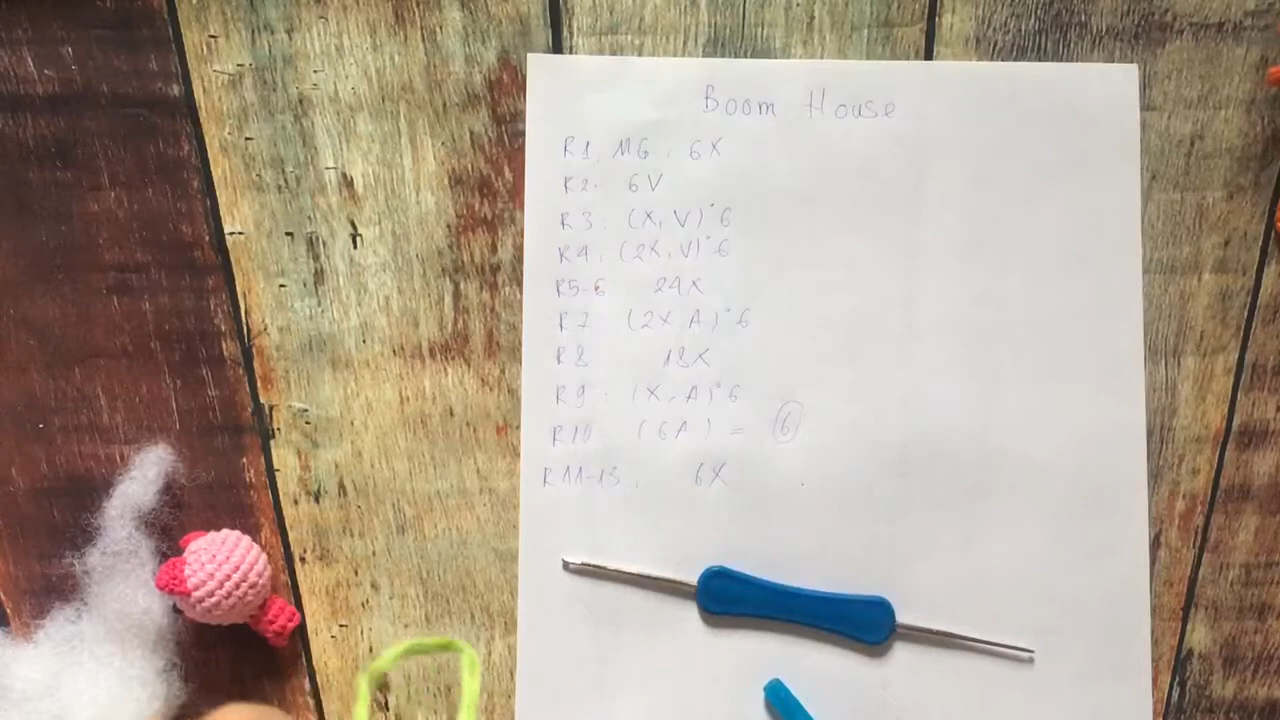 Boom House
R1. MG. 6X
R2. 6V
R3: (X, V)*6
R4: (2X, V)*6
R5-6 24X
R7 (2X A)*6
R8 18X
R9: (X, A)*6
R10 (6A) = 6
R11-13. 6X